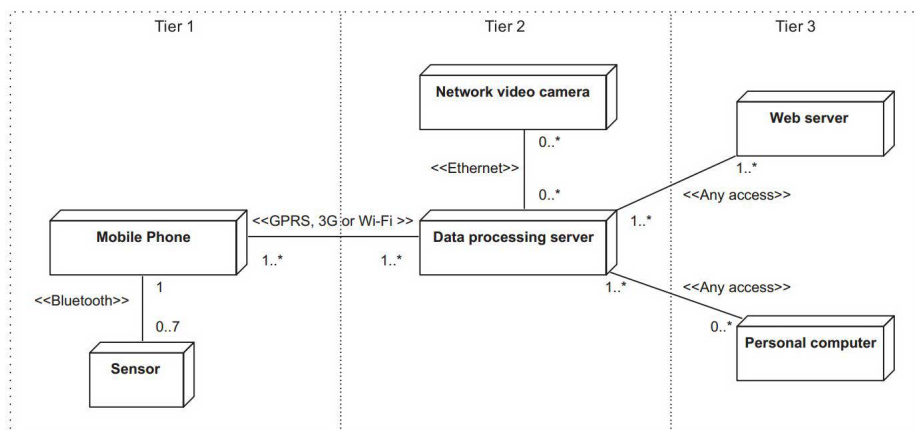 Tier 1
Tier 2
Tier 3
Network video camera
0..*
<<Ethernet>>
0..*
Web server
1..*
<<Any access>>
1..*
Mobile Phone
<<GPRS, 3G or Wi-Fi >>
1..*
1..*
Data processing server
1..*
<<Any access>>
0..*
Personal computer
1
<<Bluetooth>>
0..7
Sensor